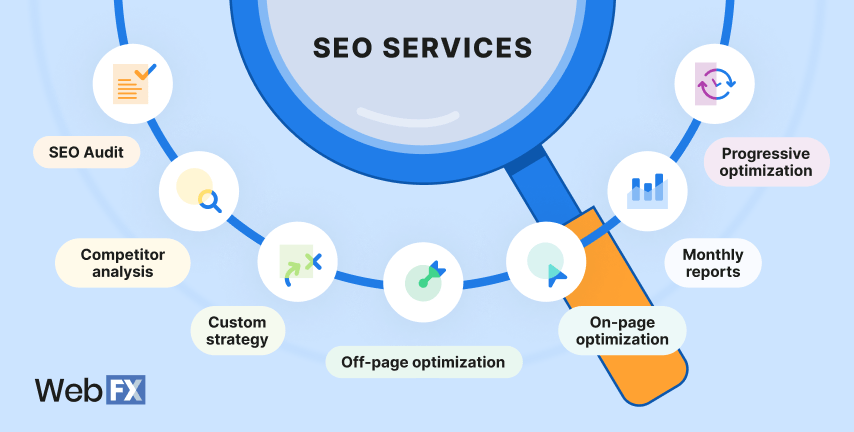 SEO SERVICES
SEO Audit
Competitor
analysis
Custom
strategy
Off-page optimization
On-page
optimization
Monthly
reports
Progressive
optimization
WebFX